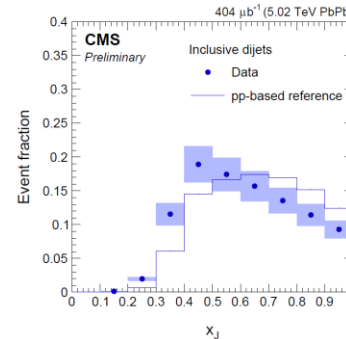 404 μb⁻¹ (5.02 TeV PbPb
CMS
Preliminary
Inclusive dijets
Data
pp-based reference
Event fraction
0.4
0.35
0.3
0.25
0.2
0.15
0.1
0.05
0
0 0.1 0.2 0.3 0.4 0.5 0.6 0.7 0.8 0.9
x_J